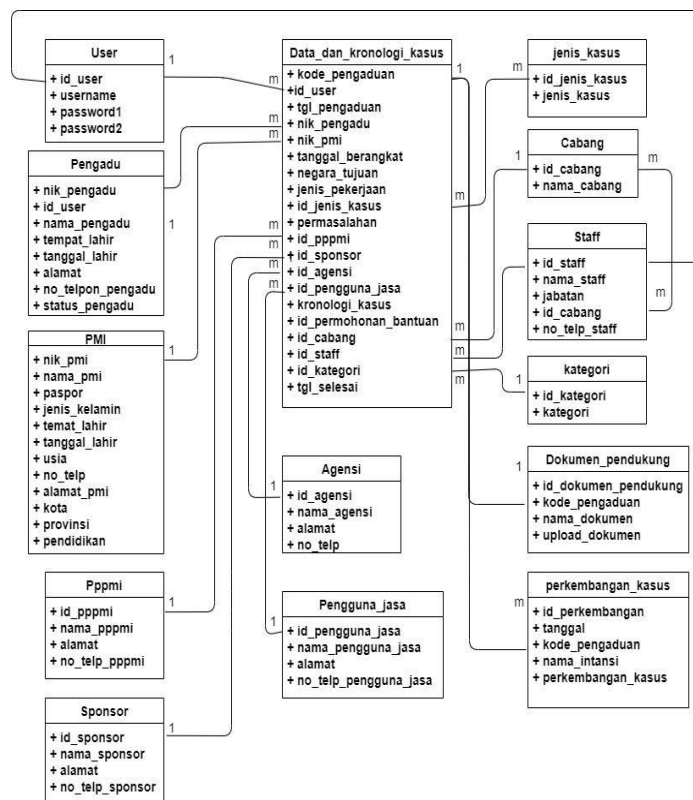 User
+ id_user
+ username
+ password1
+ password2
1
m
Pengadu
+ nik_pengadu
+ id_user
+ nama_pengadu
+ tempat_lahir
+ tanggal_lahir
+ alamat
+ no_telpon_pengadu
+ status_pengadu
m
1
PMI
+ nik_pmi
+ nama_pmi
+ paspor
+ jenis_kelamin
+ temat_lahir
+ tanggal_lahir
+ usia
+ no_telp
+ alamat_pmi
+ kota
+ provinsi
+ pendidikan
m
1
Pppmi
+ id_pppmi
+ nama_pppmi
+ alamat
+ no_telp_pppmi
m
1
Sponsor
+ id_sponsor
+ nama_sponsor
+ alamat
+ no_telp_sponsor
m
1
Data_dan_kronologi_kasus
+ kode_pengaduan
+id_user
+ tgl_pengaduan
+ nik_pengadu
+ nik_pmi
+ tanggal_berangkat
+ negara_tujuan
+ jenis_pekerjaan
+ id_jenis_kasus
+ permasalahan
+ id_pppmi
+ id_sponsor
+ id_agensi
+ id_pengguna_jasa
+ kronologi_kasus
+ id_permohonan_bantuan
+ id_cabang
+ id_staff
+ id_kategori
+ tgl_selesai
Agensi
+ id_agensi
+ nama_agensi
+ alamat
+ no_telp
m
1
Pengguna_jasa
+ id_pengguna_jasa
+ nama_pengguna_jasa
+ alamat
+ no_telp_pengguna_jasa
m
1
jenis_kasus
+ id_jenis_kasus
+ jenis_kasus
m
m
Cabang
+ id_cabang
+ nama_cabang
1
m
m
Staff
+ id_staff
+ nama_staff
+ jabatan
+ id_cabang
+ no_telp_staff
m
m
kategori
+ id_kategori
+ kategori
1
m
Dokumen_pendukung
+ id_dokumen_pendukung
+ kode_pengaduan
+ nama_dokumen
+ upload_dokumen
1
1
perkembangan_kasus
+ id_perkembangan
+ tanggal
+ kode_pengaduan
+ nama_intansi
+ perkembangan_kasus
m